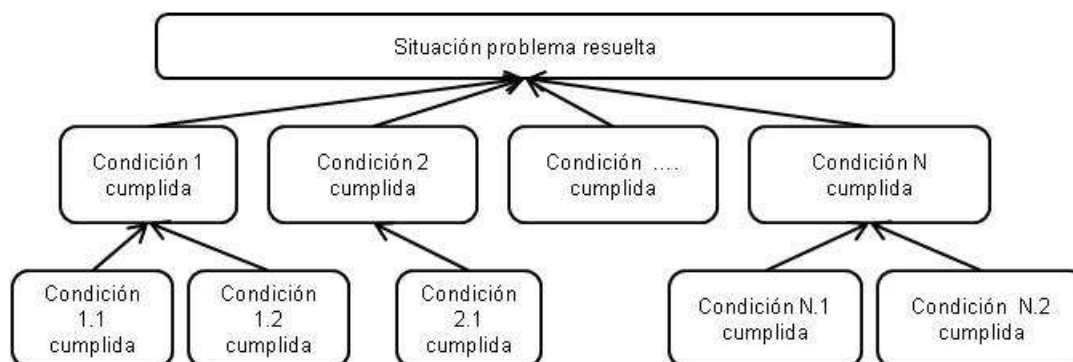 Situación problema resuelta
Condición 1
cumplida
Condición 2
cumplida
Condición ....
cumplida
Condición N
cumplida
Condición
1.1
cumplida
Condición
1.2
cumplida
Condición
2.1
cumplida
Condición N.1
cumplida
Condición N.2
cumplida